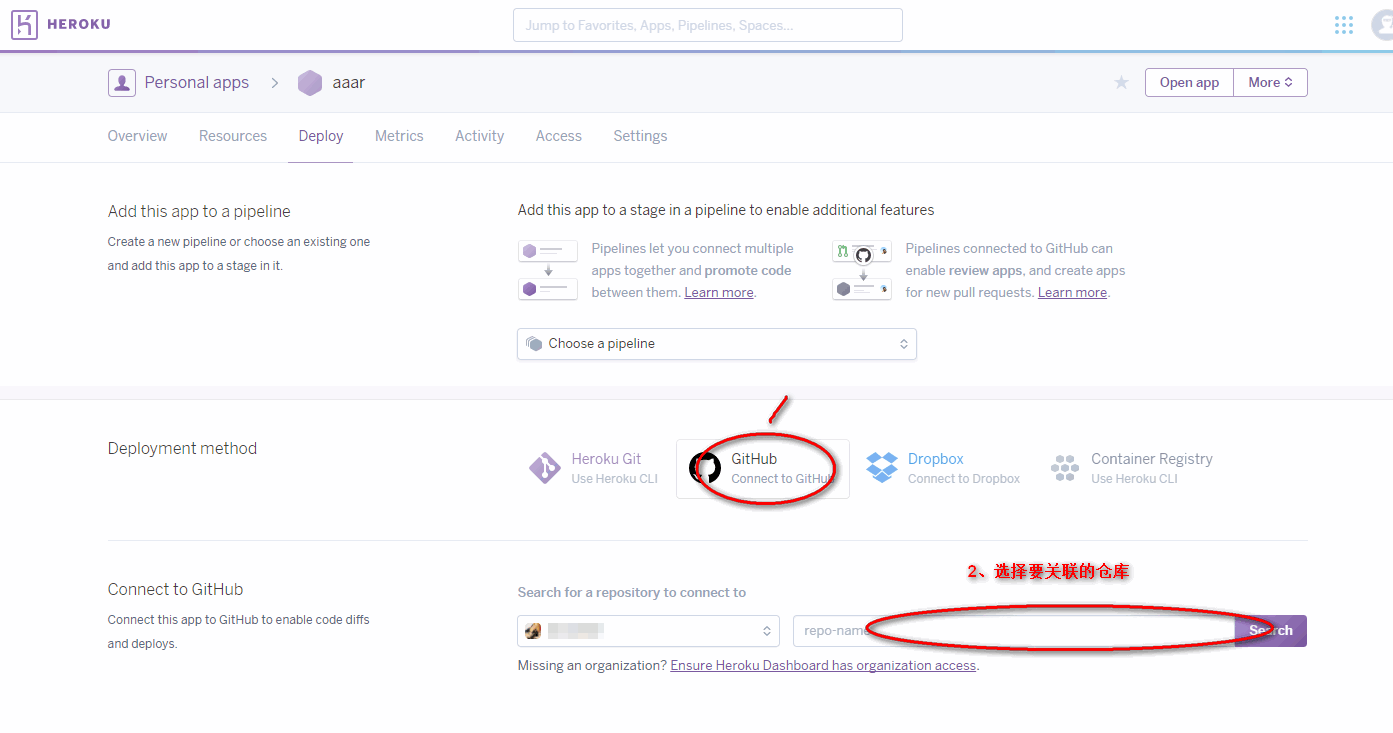 HEROKU
Jump to Favorites, Apps, Pipelines, Spaces...
Personal apps > aaar
Open app
More
Overview
Resources
Deploy
Metrics
Activity
Access
Settings
Add this app to a pipeline
Create a new pipeline or choose an existing one
and add this app to a stage in it.
Add this app to a stage in a pipeline to enable additional features
Pipelines let you connect multiple
apps together and promote code
between them. Learn more.
Pipelines connected to GitHub can
enable review apps, and create apps
for new pull requests. Learn more.
Choose a pipeline
Deployment method
Heroku Git
Use Heroku CLI
GitHub
Connect to GitHub
Dropbox
Connect to Dropbox
Container Registry
Use Heroku CLI
Connect to GitHub
Connect this app to GitHub to enable code diffs
and deploys.
2、选择要关联的仓库
Search for a repository to connect to
repo-name
Search
Missing an organization? Ensure Heroku Dashboard has organization access.